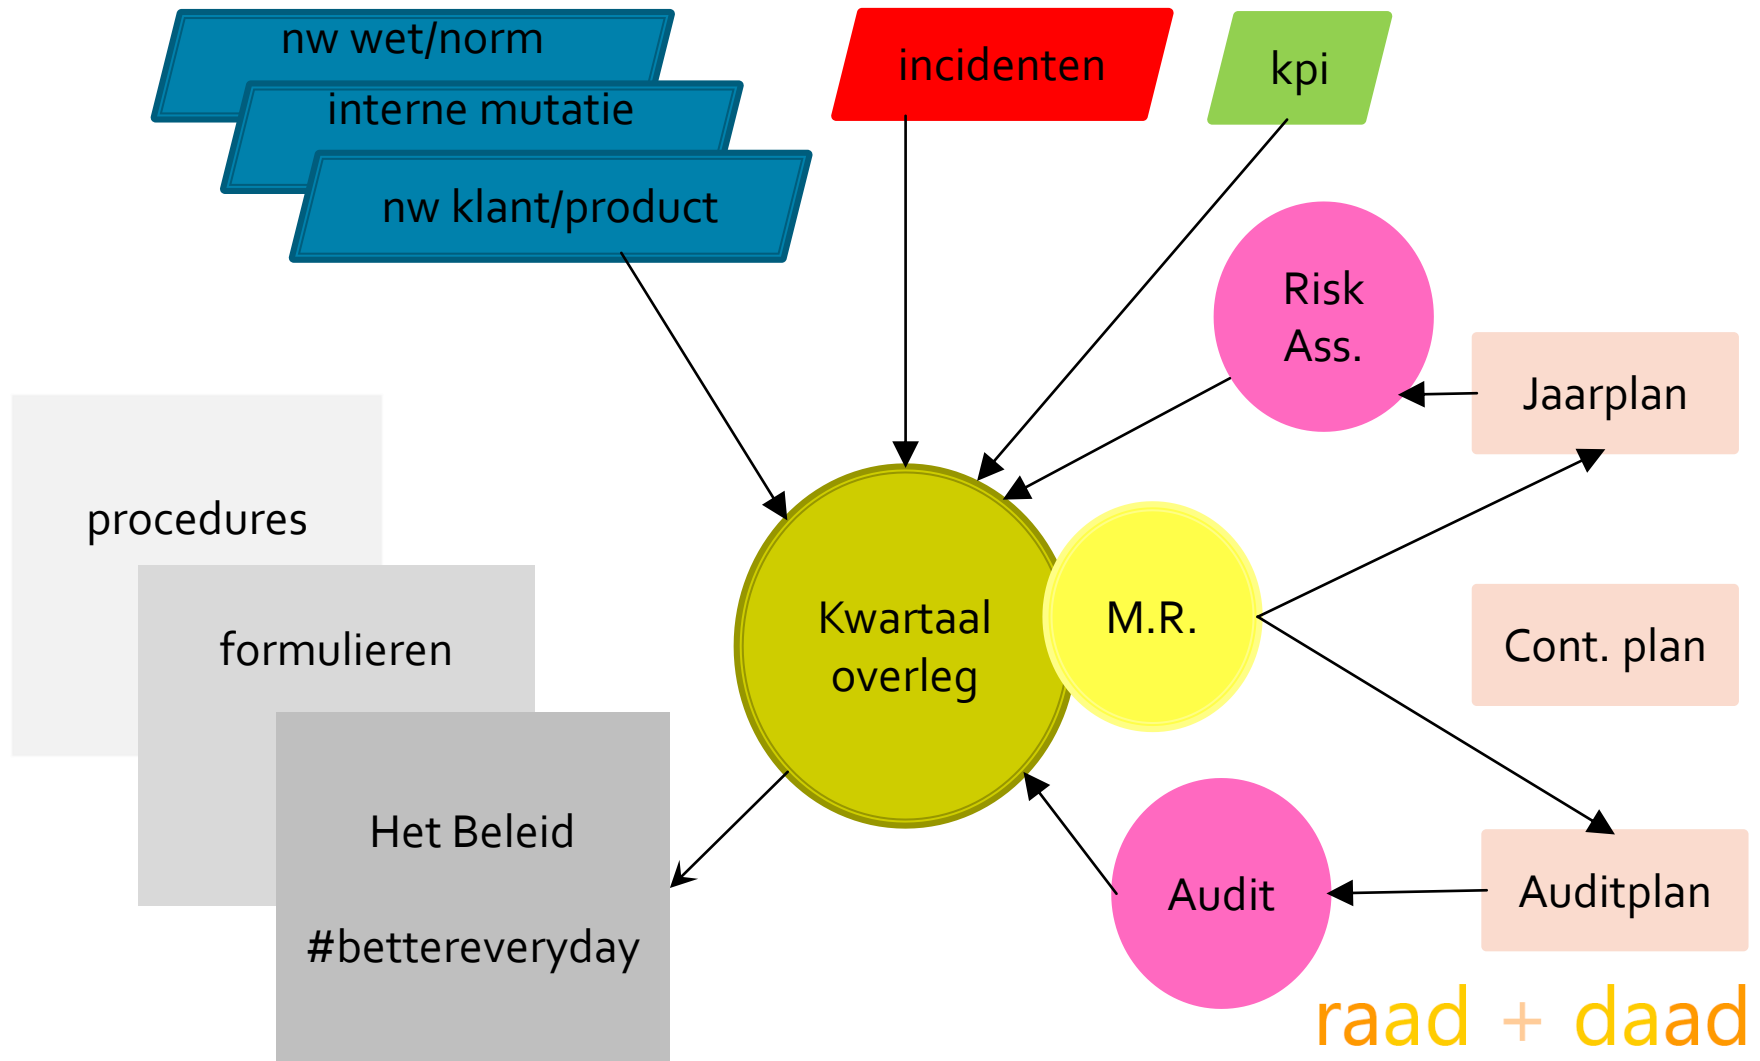 nw wet/norm
interne mutatie
nw klant/product
incidenten
kpi
Risk
Ass.
Jaarplan
procedures
formulieren
Kwartaal
overleg
M.R.
Cont. plan
Het Beleid
#bettereveryday
Audit
Auditplan
raad + daad